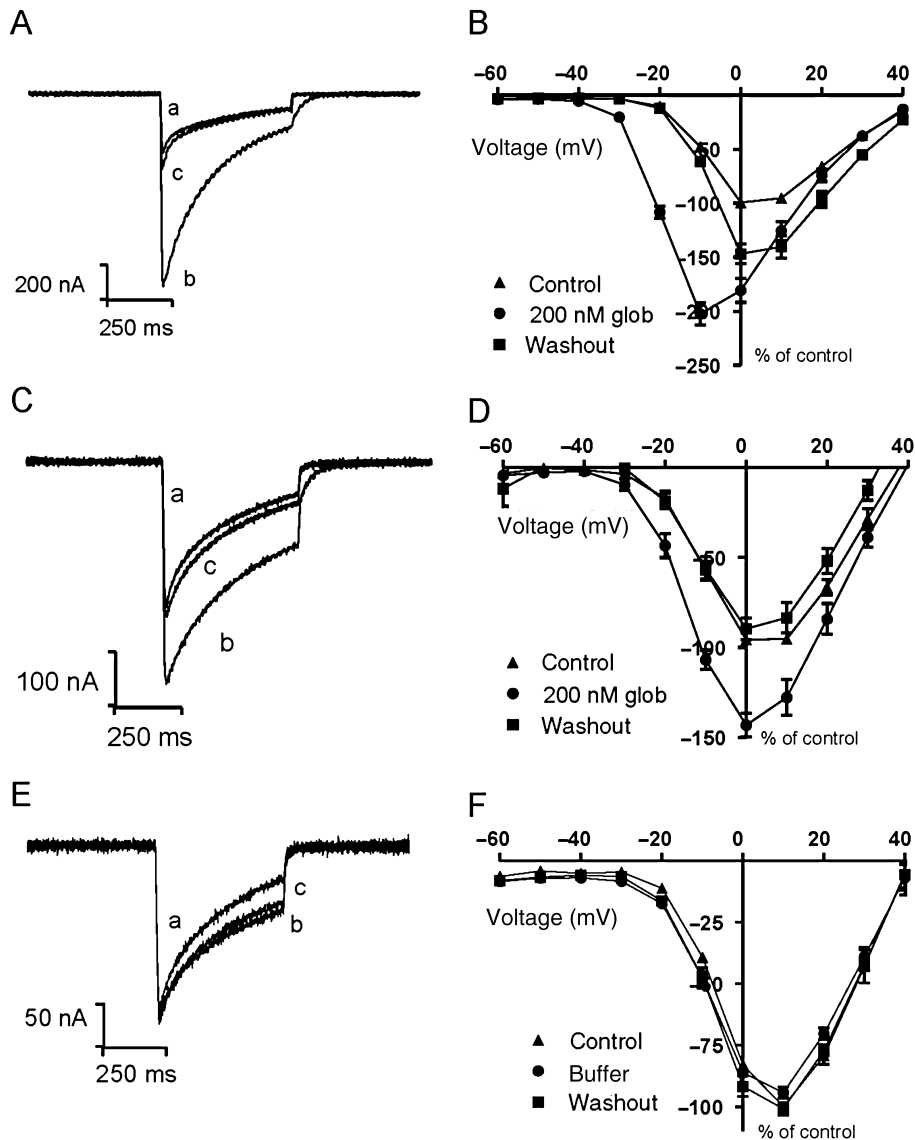 A
a
c
b
200 nA
250 ms
B
−60 −40 −20 0 20 40
Voltage (mV)
−50
−100
−150
−200
−250
Control
200 nM glob
Washout
% of control
C
a
c
b
100 nA
250 ms
D
−60 −40 −20 0 20 40
Voltage (mV)
−50
−100
−150
Control
200 nM glob
Washout
% of control
E
a
c
b
50 nA
250 ms
F
−60 −40 −20 0 20 40
Voltage (mV)
−25
−50
−75
−100
Control
Buffer
Washout
% of control